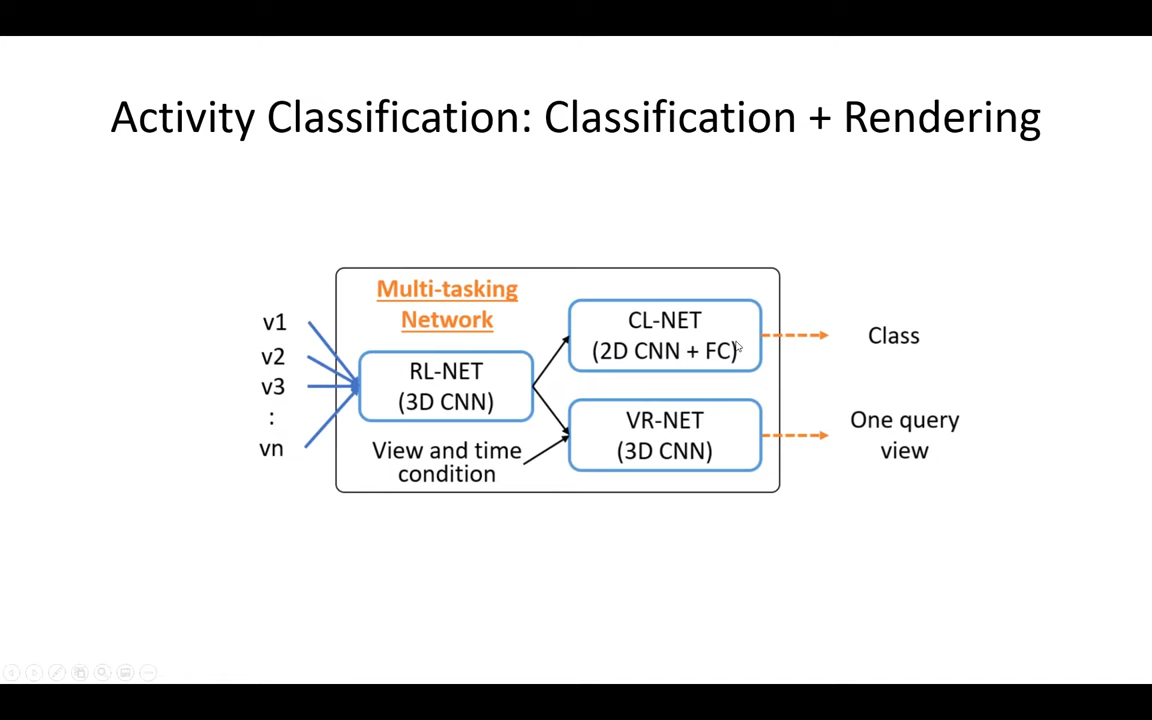 Activity Classification: Classification + Rendering
Multi-tasking
Network
v1
v2
v3
:
vn
RL-NET
(3D CNN)
View and time
condition
CL-NET
(2D CNN + FC)
VR-NET
(3D CNN)
Class
One query
view